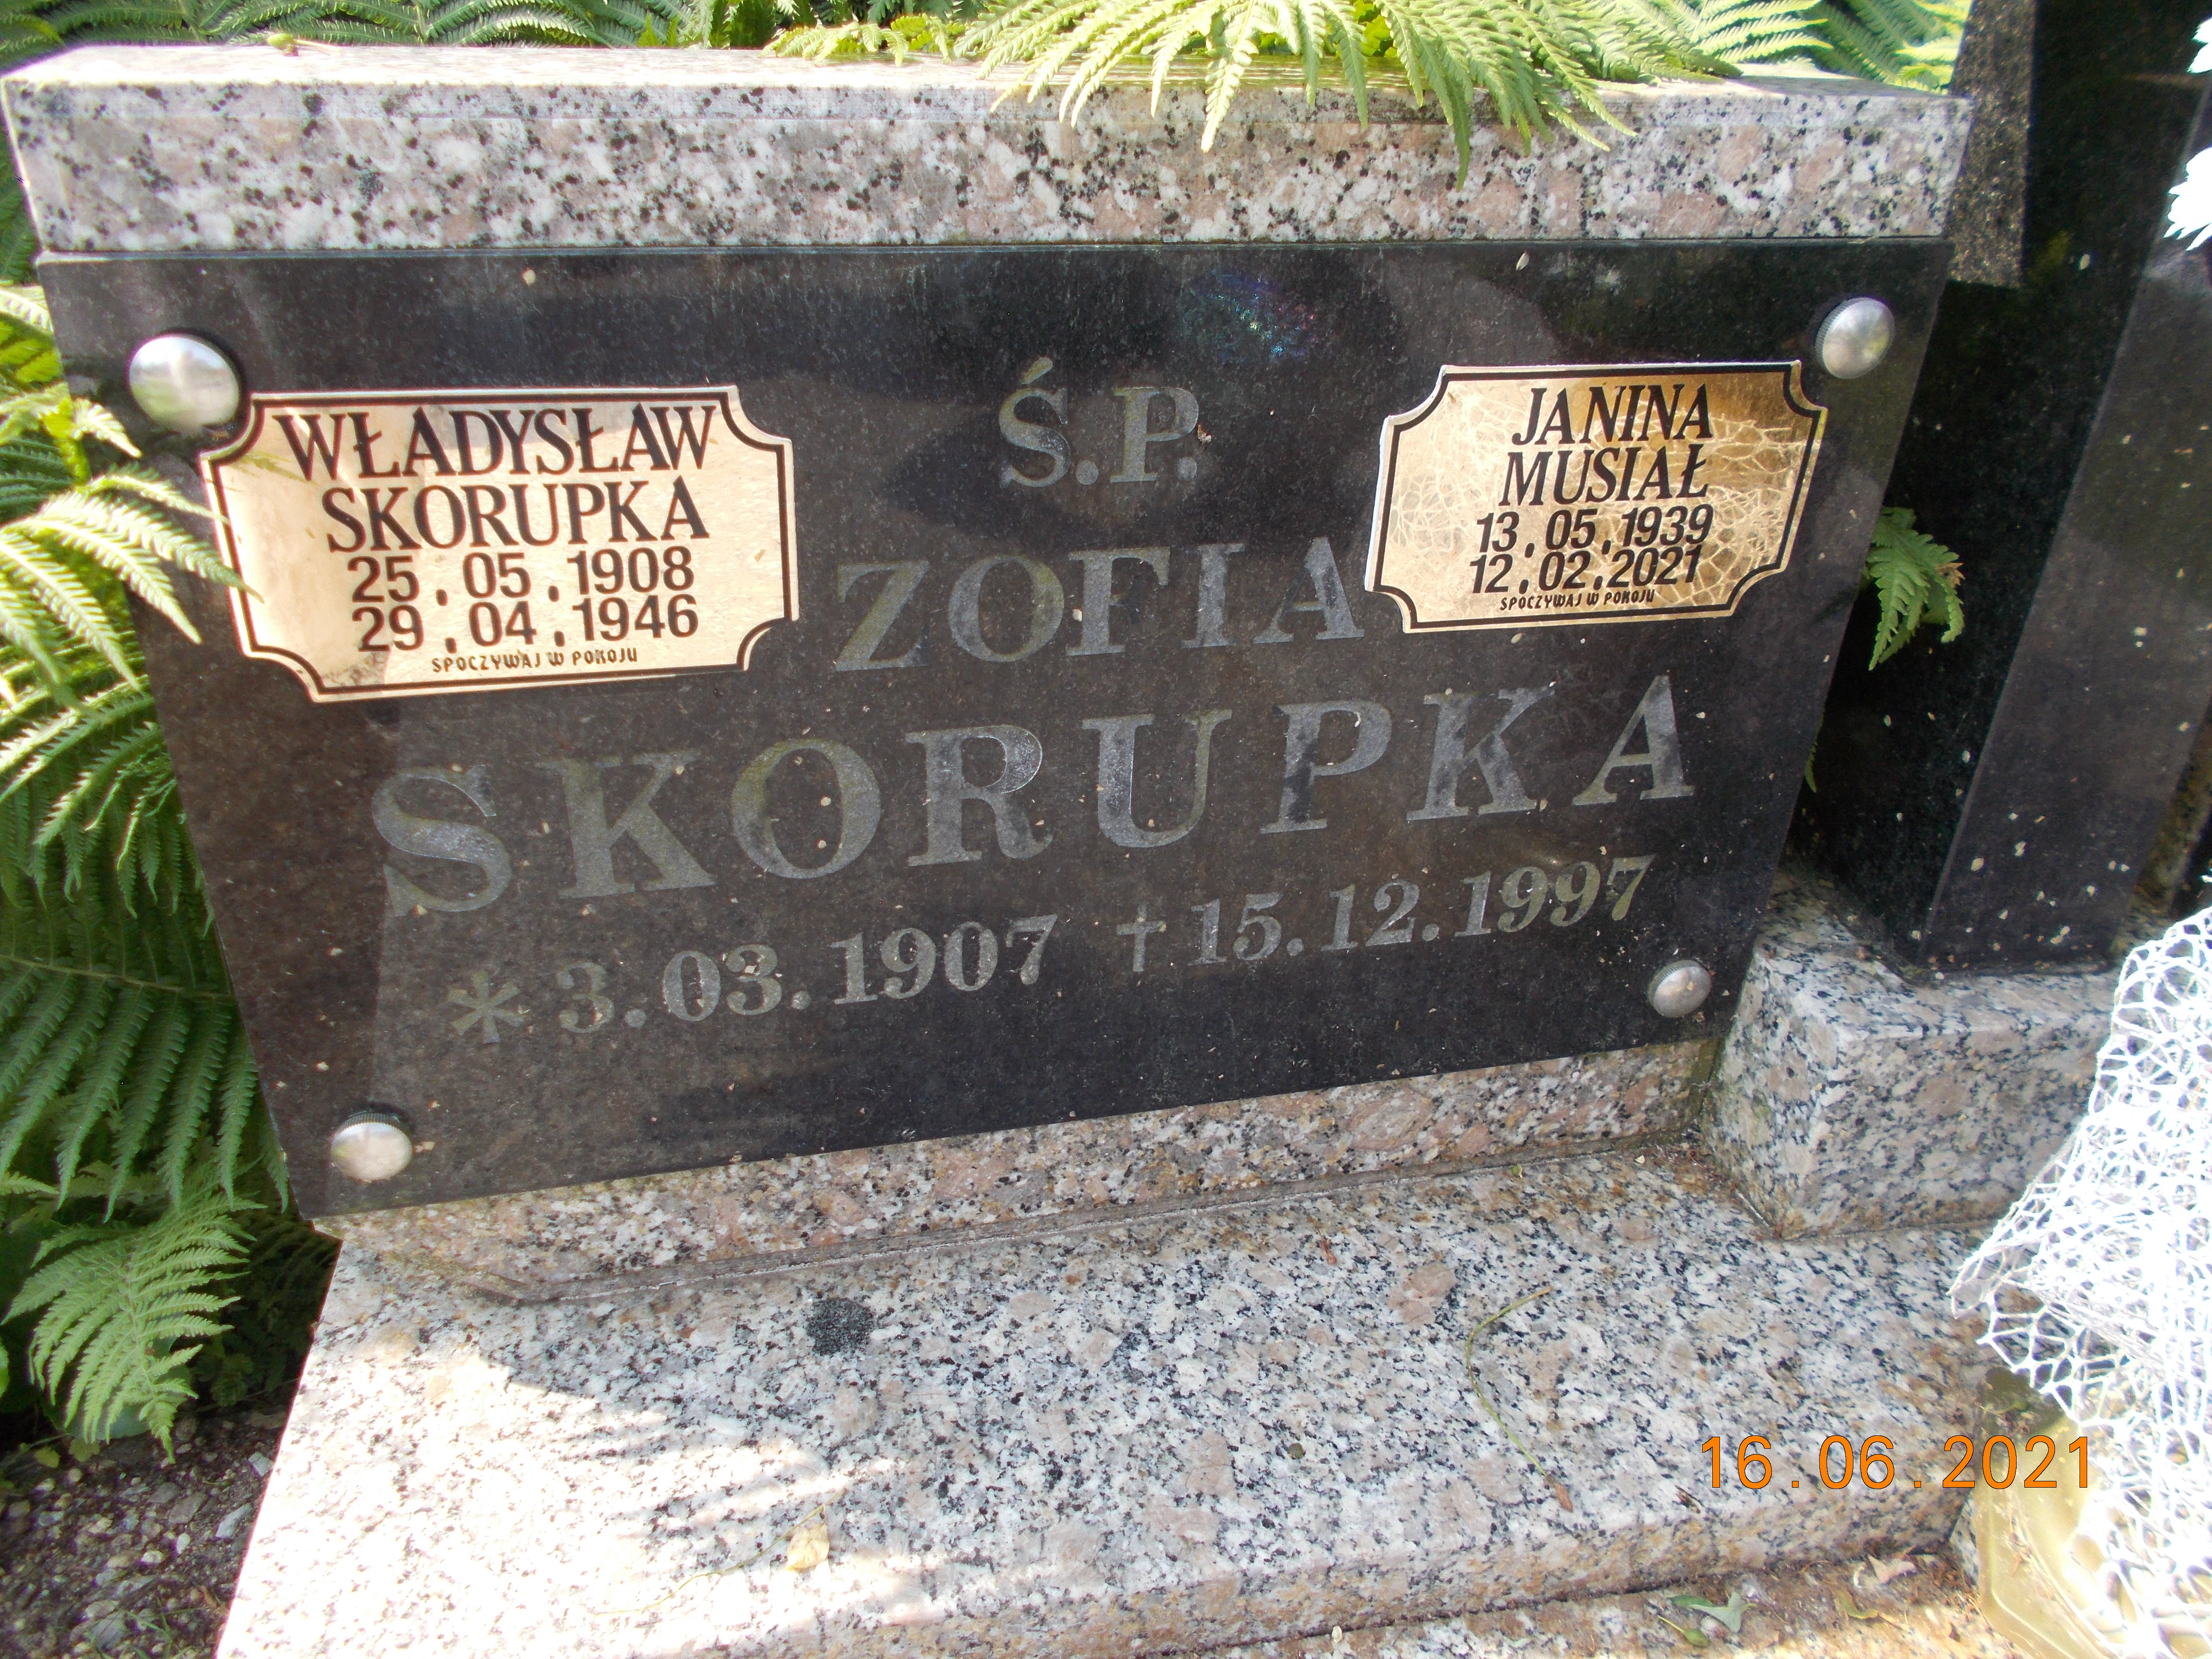 WŁADYSŁAW
SKORUPKA
25.05.1908
29.04.1946
SPOCZYWAJ W POKOJU
Ś.P.
ZOFIA
SKORUPKA
* 3.03.1907 † 15.12.1997
JANINA
MUSIAŁ
13.05.1939
12.02.2021
SPOCZYWAJ W POKOJU
16.06.2021